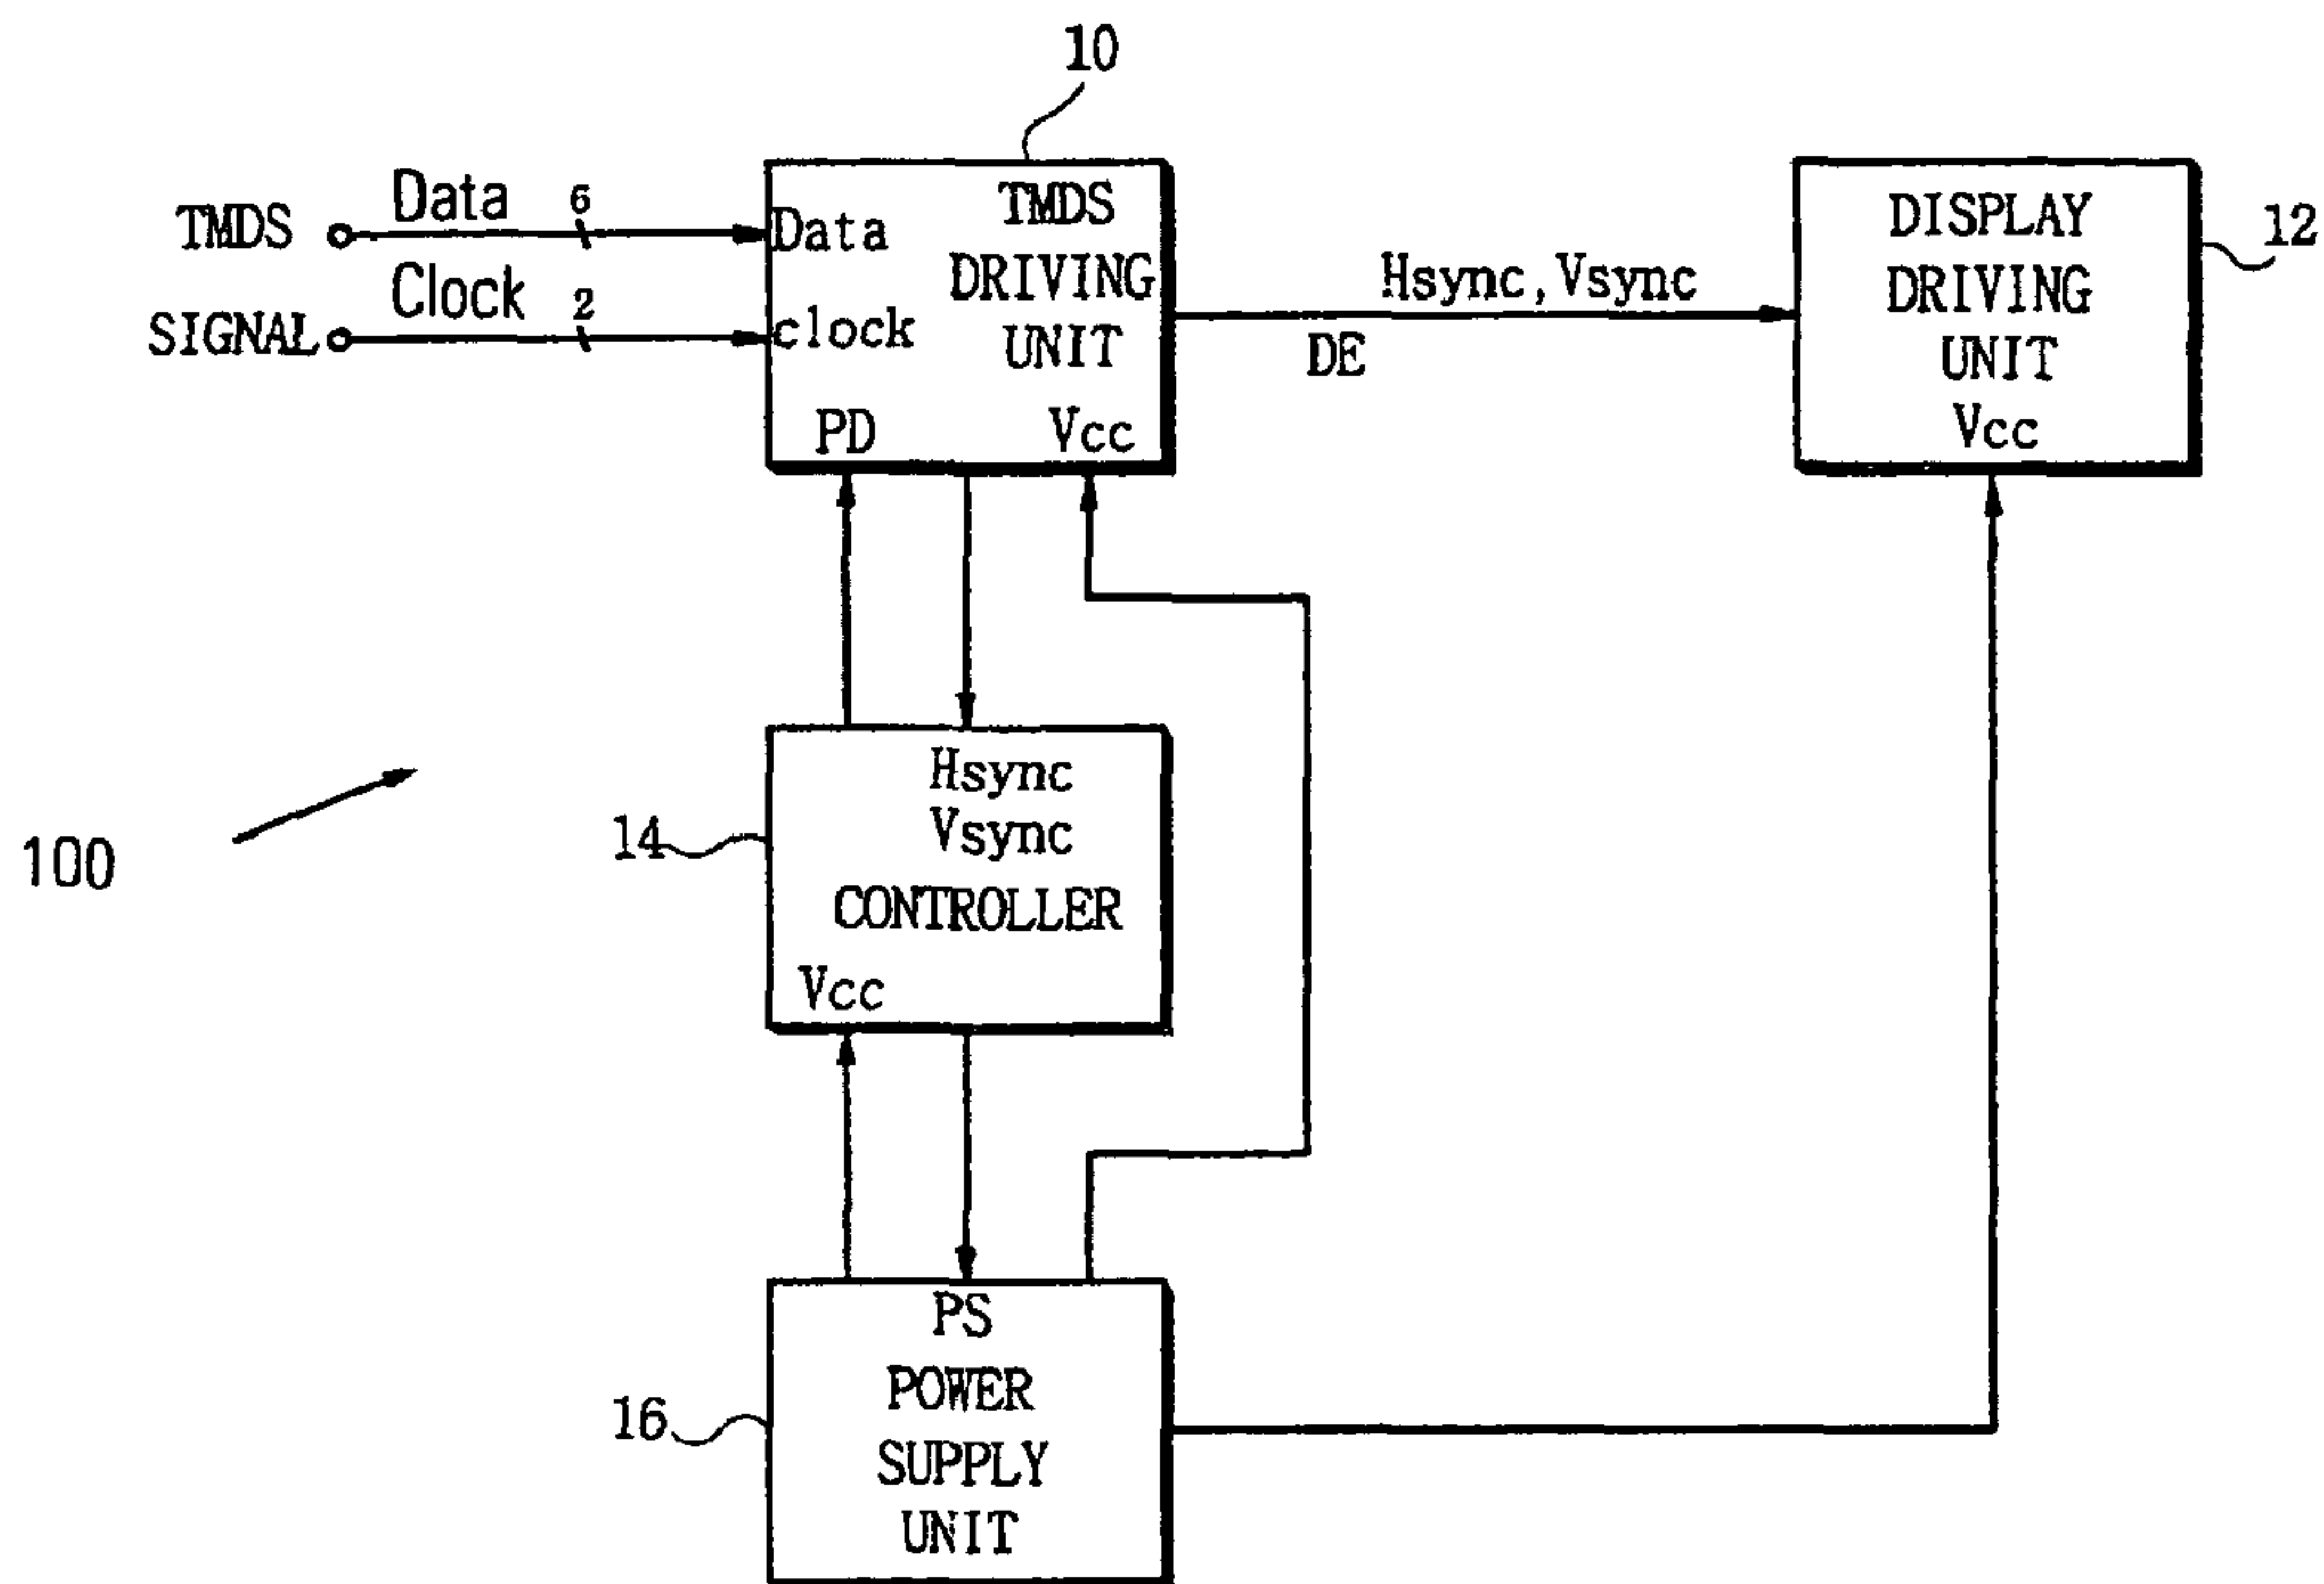 10
TMDS
Data
6
SIGNAL
Clock
2
Data
clock
TMDS
DRIVING
UNIT
PD
Vcc
Hsync,Vsync
DE
DISPLAY
DRIVING
UNIT
Vcc
12
100
14
Hsync
Vsync
CONTROLLER
Vcc
16
PS
POWER
SUPPLY
UNIT